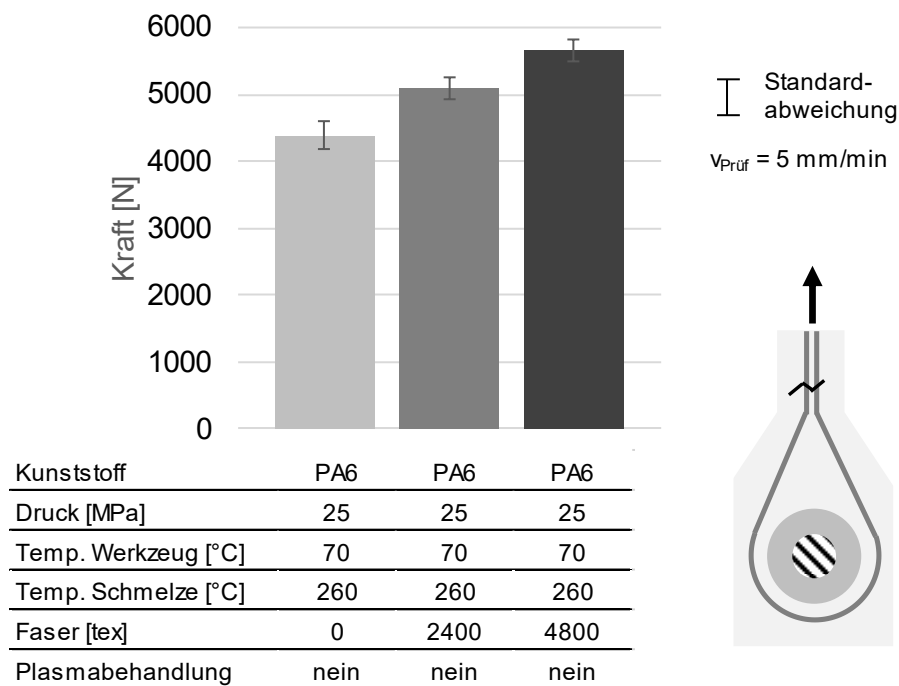 6000
5000
4000
3000
2000
1000
0
Kraft [N]
Standard-
abweichung
vPrüf = 5 mm/min
Kunststoff PA6 PA6 PA6
Druck [MPa] 25 25 25
Temp. Werkzeug [°C] 70 70 70
Temp. Schmelze [°C] 260 260 260
Faser [tex] 0 2400 4800
Plasmabehandlung nein nein nein